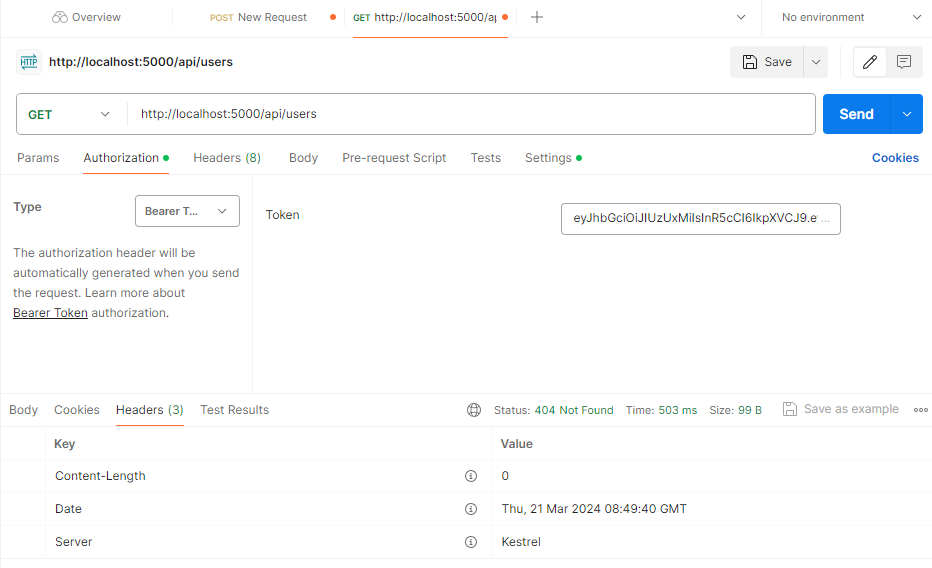 Overview
POST New Request
GET http://localhost:5000/ap
No environment
HTTP http://localhost:5000/api/users
Save
GET http://localhost:5000/api/users
Send
Params Authorization Headers (8) Body Pre-request Script Tests Settings Cookies
Type
Bearer T...
Token
eyJhbGciOiJIUzUxMiIsInR5cCI6IkpXVCJ9.e ...
The authorization header will be
automatically generated when you send
the request. Learn more about
Bearer Token authorization.
Body Cookies Headers (3) Test Results
Status: 404 Not Found Time: 503 ms Size: 99 B
Save as example
Key Value
Content-Length 0
Date Thu, 21 Mar 2024 08:49:40 GMT
Server Kestrel